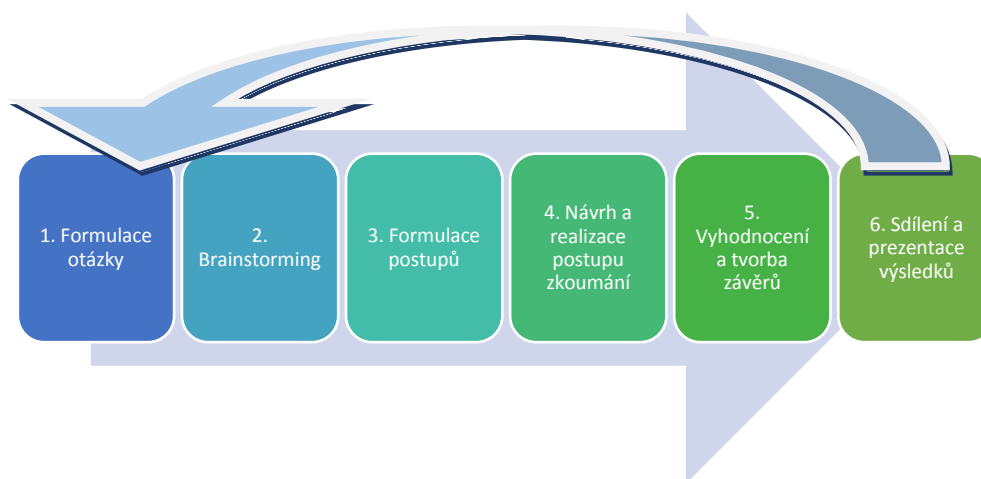 1. Formulace
otázky
2.
Brainstorming
3. Formulace
postupů
4. Návrh a
realizace
postupu
zkoumání
5.
Vyhodnocení
a tvorba
závěrů
6. Sdílení a
prezentace
výsledků